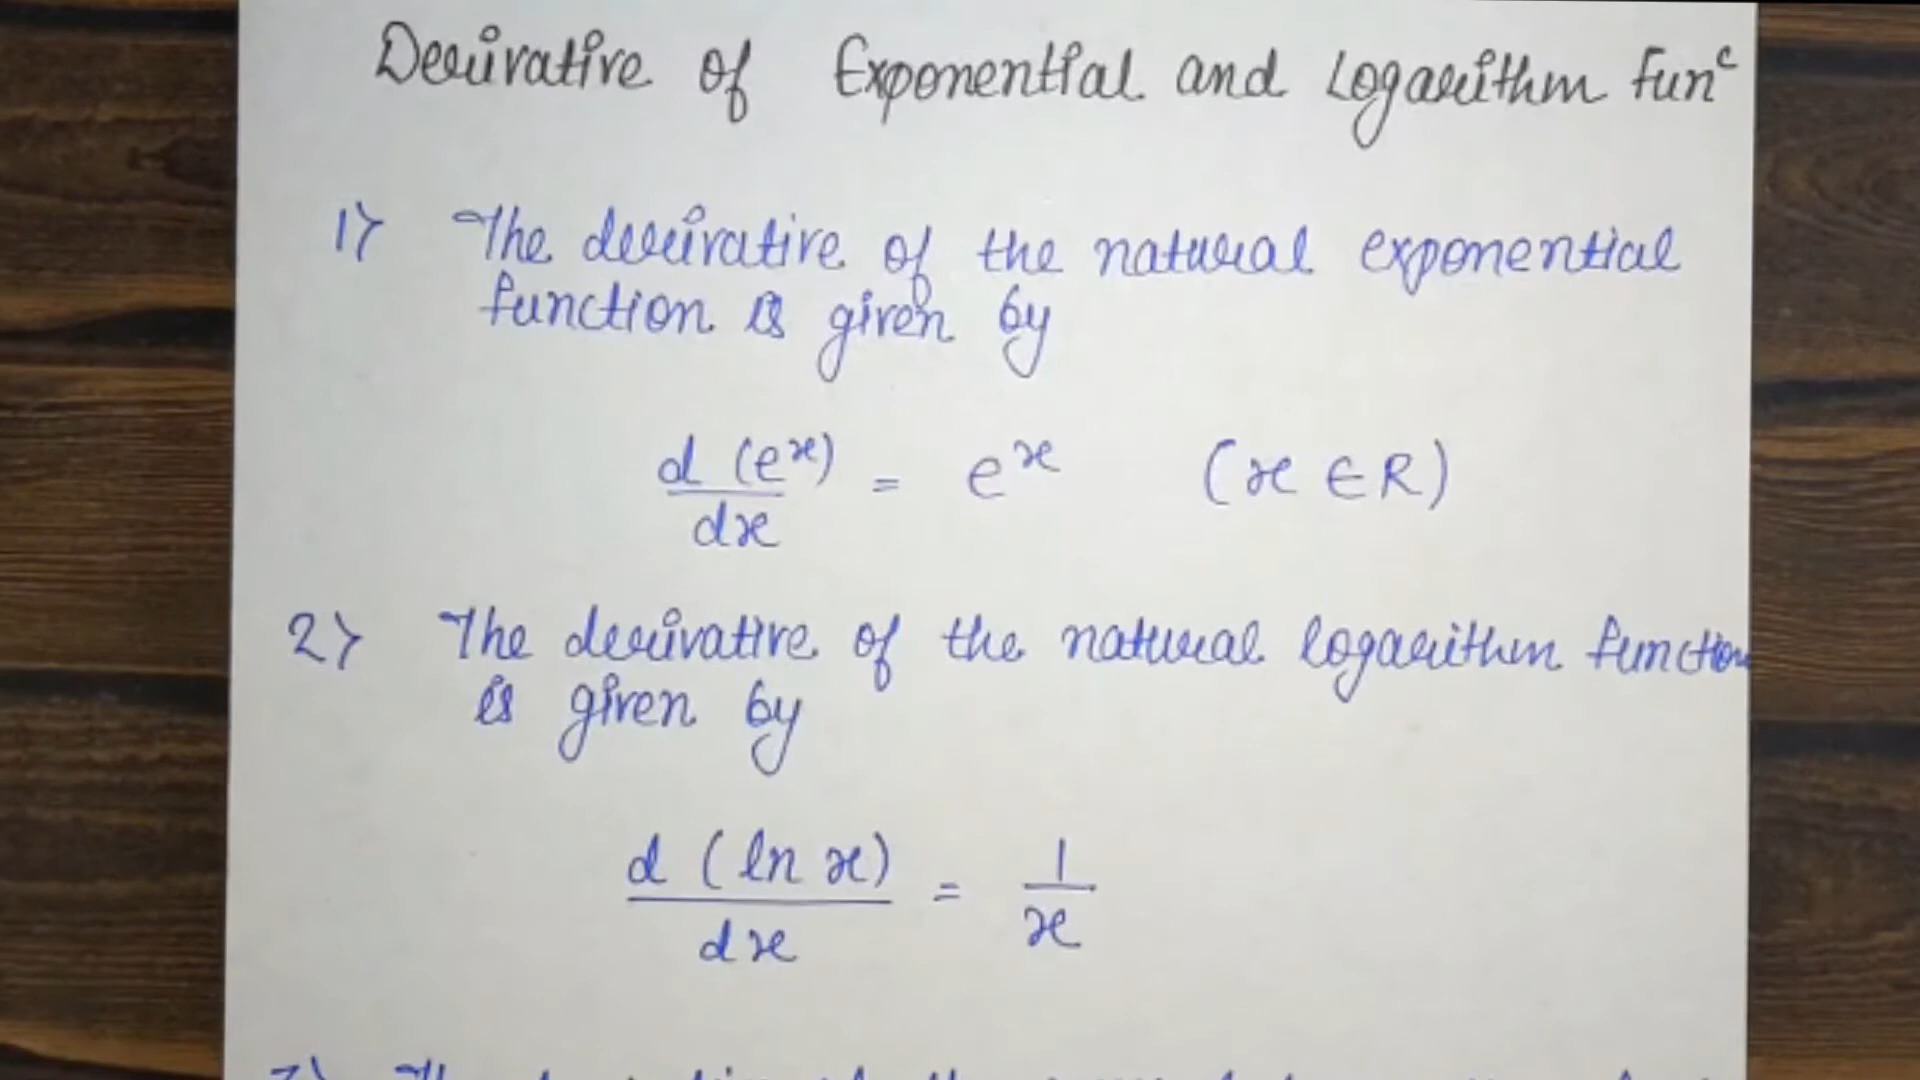 Derivative of Exponential and Logarithm Funᶜ
1) The derivative of the natural exponential
function is given by
d (eˣ)/dx = eˣ (x ∈ R)
2) The derivative of the natural logarithm function
is given by
d (ln x)/dx = 1/x